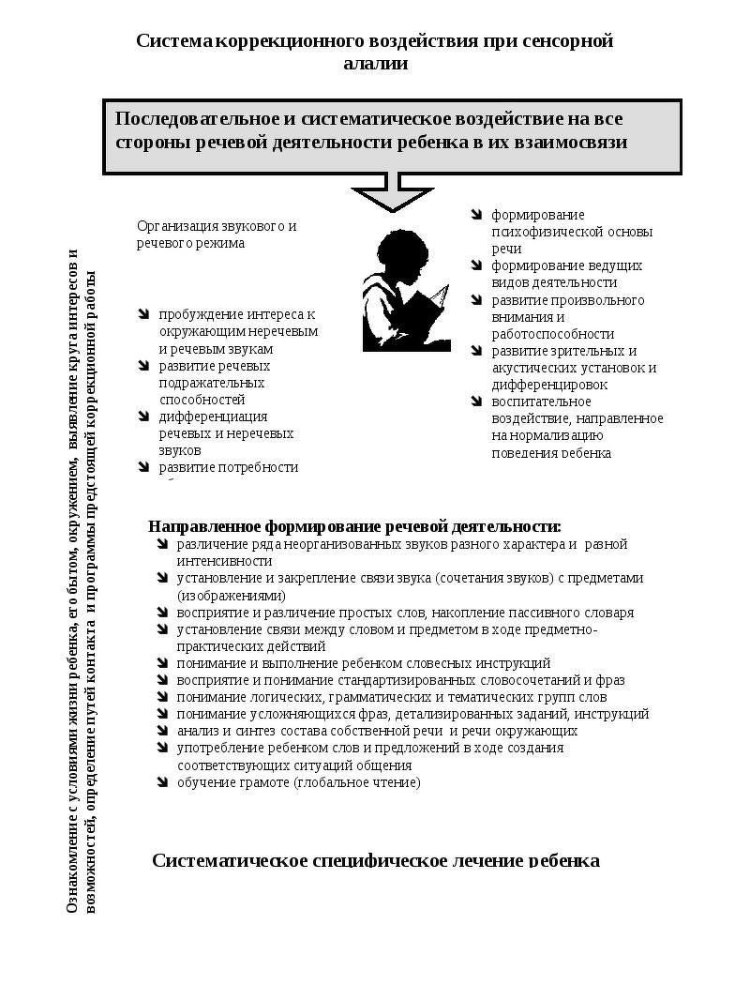 Система коррекционного воздействия при сенсорной
алалии
Последовательное и систематическое воздействие на все
стороны речевой деятельности ребенка в их взаимосвязи
Организация звукового и
речевого режима
пробуждение интереса к
окружающим неречевым
и речевым звукам
развитие речевых
подражательных
способностей
дифференциация
речевых и неречевых
звуков
развитие потребности
формирование
психофизической основы
речи
формирование ведущих
видов деятельности
развитие произвольного
внимания и
работоспособности
развитие зрительных и
акустических установок и
дифференцировок
воспитательное
воздействие, направленное
на нормализацию
поведения ребенка
Направленное формирование речевой деятельности:
различение ряда неорганизованных звуков разного характера и разной
интенсивности
установление и закрепление связи звука (сочетания звуков) с предметами
(изображениями)
восприятие и различение простых слов, накопление пассивного словаря
установление связи между словом и предметом в ходе предметно-
практических действий
понимание и выполнение ребенком словесных инструкций
восприятие и понимание стандартизированных словосочетаний и фраз
понимание логических, грамматических и тематических групп слов
понимание усложняющихся фраз, детализированных заданий, инструкций
анализ и синтез состава собственной речи и речи окружающих
употребление ребенком слов и предложений в ходе создания
соответствующих ситуаций общения
обучение грамоте (глобальное чтение)
Систематическое специфическое лечение ребенка
Ознакомление с условиями жизни ребенка, его бытом, окружением, выявление круга интересов и
возможностей, определение путей контакта и программы предстоящей коррекционной работы